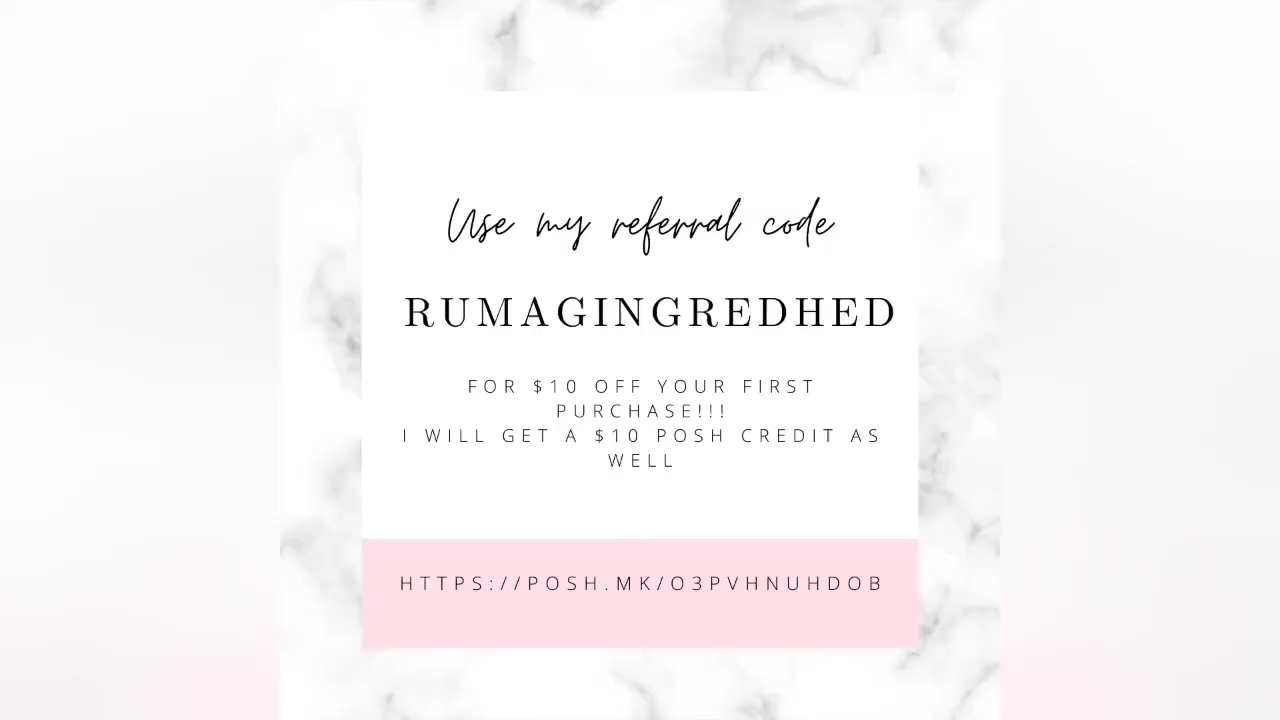 Use my referral code
RUMAGINGREDHED
FOR $10 OFF YOUR FIRST
PURCHASE!!!
I WILL GET A $10 POSH CREDIT AS
WELL
HTTPS://POSH.MK/O3PVHNUHDOB